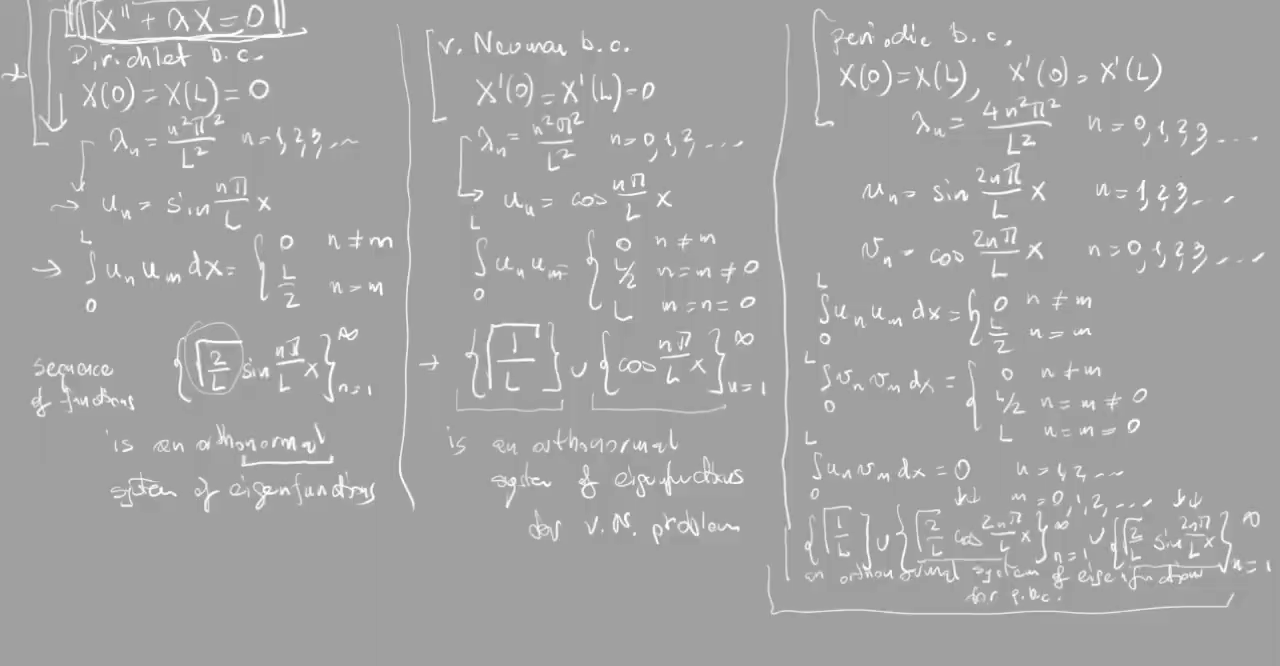 X'' + λX = 0
Dirichlet b.c.
X(0) = X(L) = 0
λₙ = n²π²/L² n = 1,2,3, ...
→ uₙ = sin nπ/L x
→ ∫₀ᴸ uₙ uₘ dx = { 0 n ≠ m
L/2 n = m
sequence of functions { √(2/L) sin nπ/L x }ₙ₌₁^∞
is an orthonormal
system of eigenfunctions
v. Neuman b.c.
X'(0) = X'(L) = 0
λₙ = n²π²/L² n = 0,1,2, ...
→ uₙ = cos nπ/L x
∫₀ᴸ uₙ uₘ = { 0 n ≠ m
L/2 n = m ≠ 0
L m = n = 0
→ { √(1/L) } ∪ { cos nπ/L x }ₙ₌₁^∞
is an orthonormal
system of eigenfunctions
for v.N. problem
periodic b.c.
X(0) = X(L), X'(0) = X'(L)
λₙ = 4n²π²/L² n = 0,1,2,3, ...
uₙ = sin 2nπ/L x n = 1,2,3, ...
vₙ = cos 2nπ/L x n = 0,1,2,3, ...
∫₀ᴸ uₙ uₘ dx = { 0 n ≠ m
L/2 n = m
∫₀ᴸ vₙ vₘ dx = { 0 n ≠ m
L/2 n = m ≠ 0
L n = m = 0
∫₀ᴸ uₙ vₘ dx = 0 n = 1,2, ...
m = 0,1,2, ...
{ √(1/L) } ∪ { √(2/L) cos 2nπ/L x }ₙ₌₁^∞ ∪ { √(2/L) sin 2nπ/L x }ₙ₌₁^∞
an orthonormal system of eigenfunctions
for p.b.c.